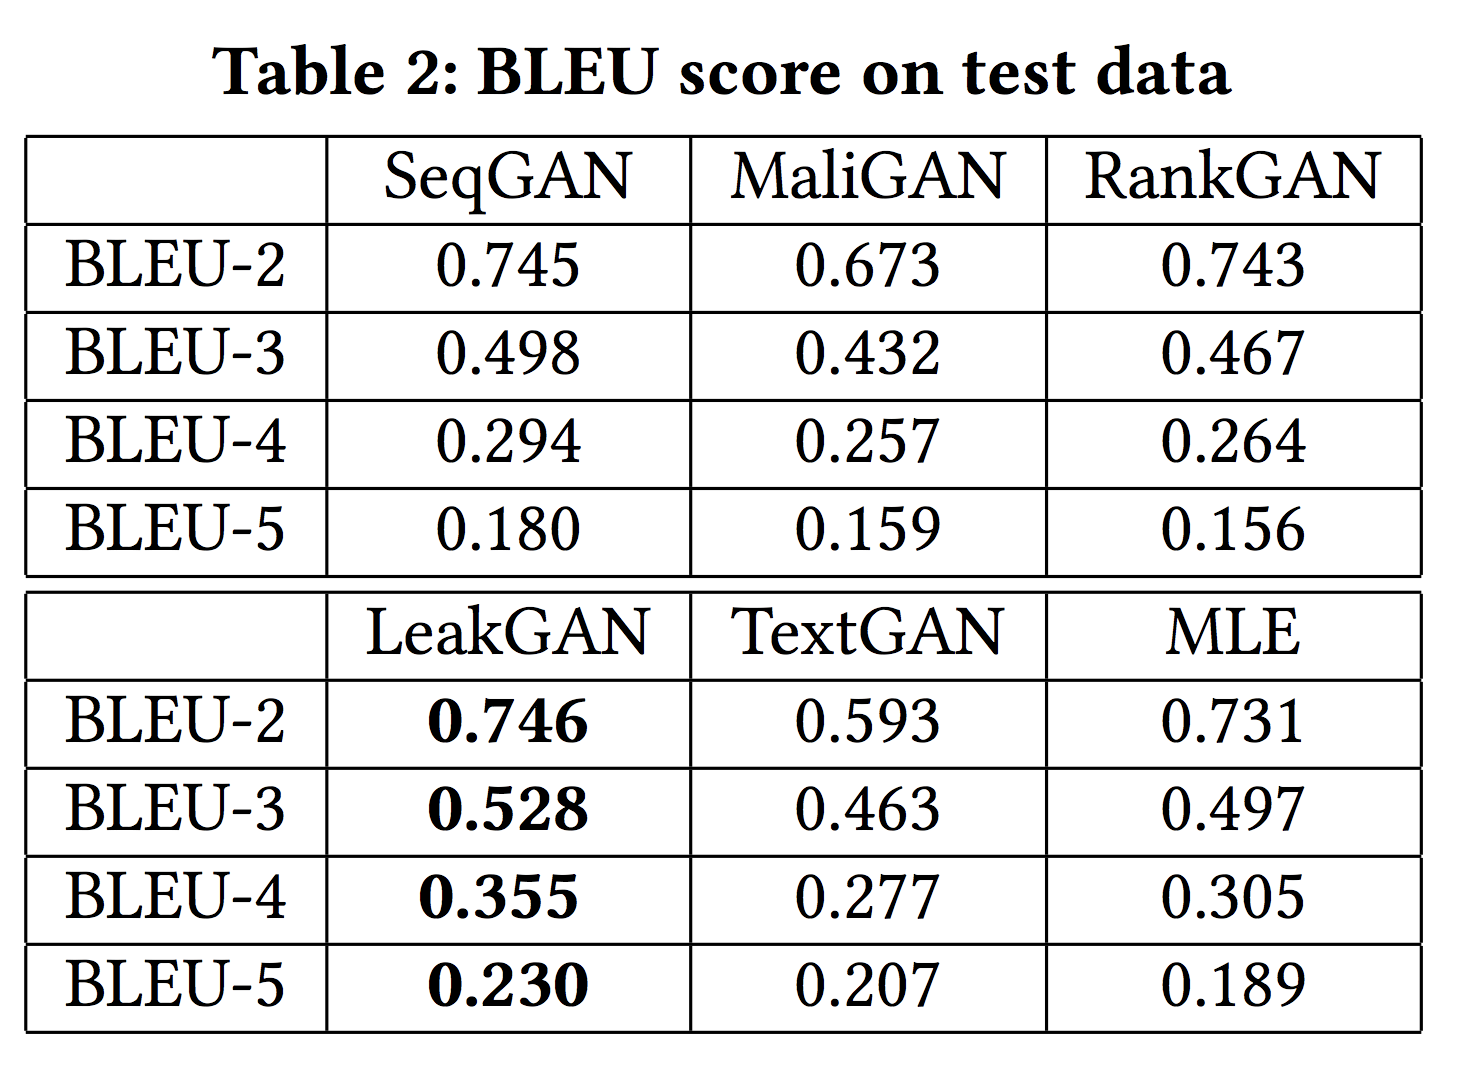 Table 2: BLEU score on test data
SeqGAN MaliGAN RankGAN
BLEU-2 0.745 0.673 0.743
BLEU-3 0.498 0.432 0.467
BLEU-4 0.294 0.257 0.264
BLEU-5 0.180 0.159 0.156
LeakGAN TextGAN MLE
BLEU-2 0.746 0.593 0.731
BLEU-3 0.528 0.463 0.497
BLEU-4 0.355 0.277 0.305
BLEU-5 0.230 0.207 0.189